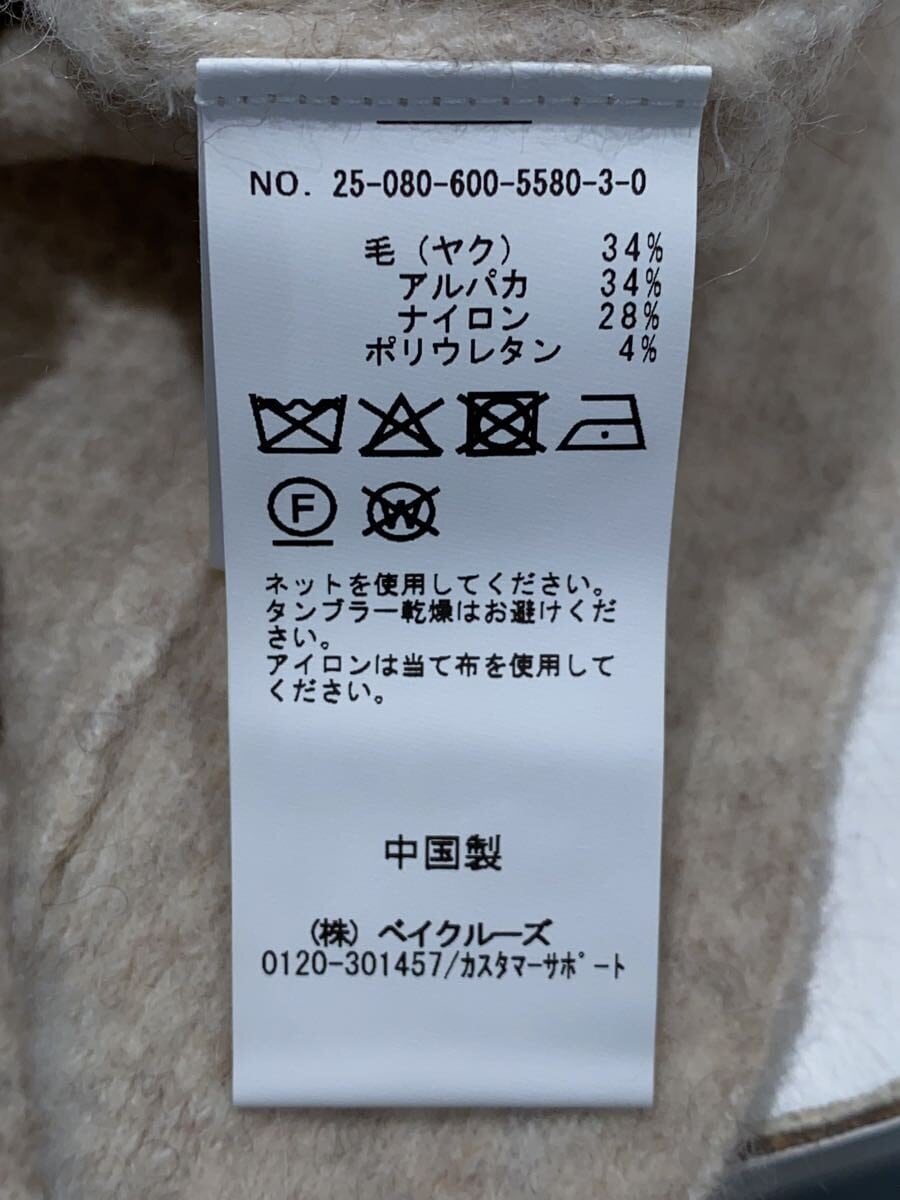 NO. 25-080-600-5580-3-0
毛（ヤク） 34%
アルパカ 34%
ナイロン 28%
ポリウレタン 4%
F W
ネットを使用してください。
タンブラー乾燥はお避けくだ
さい。
アイロンは当て布を使用して
ください。
中国製
（株）ベイクルーズ
0120-301457/ｶｽﾀﾏｰｻﾎﾟｰﾄ